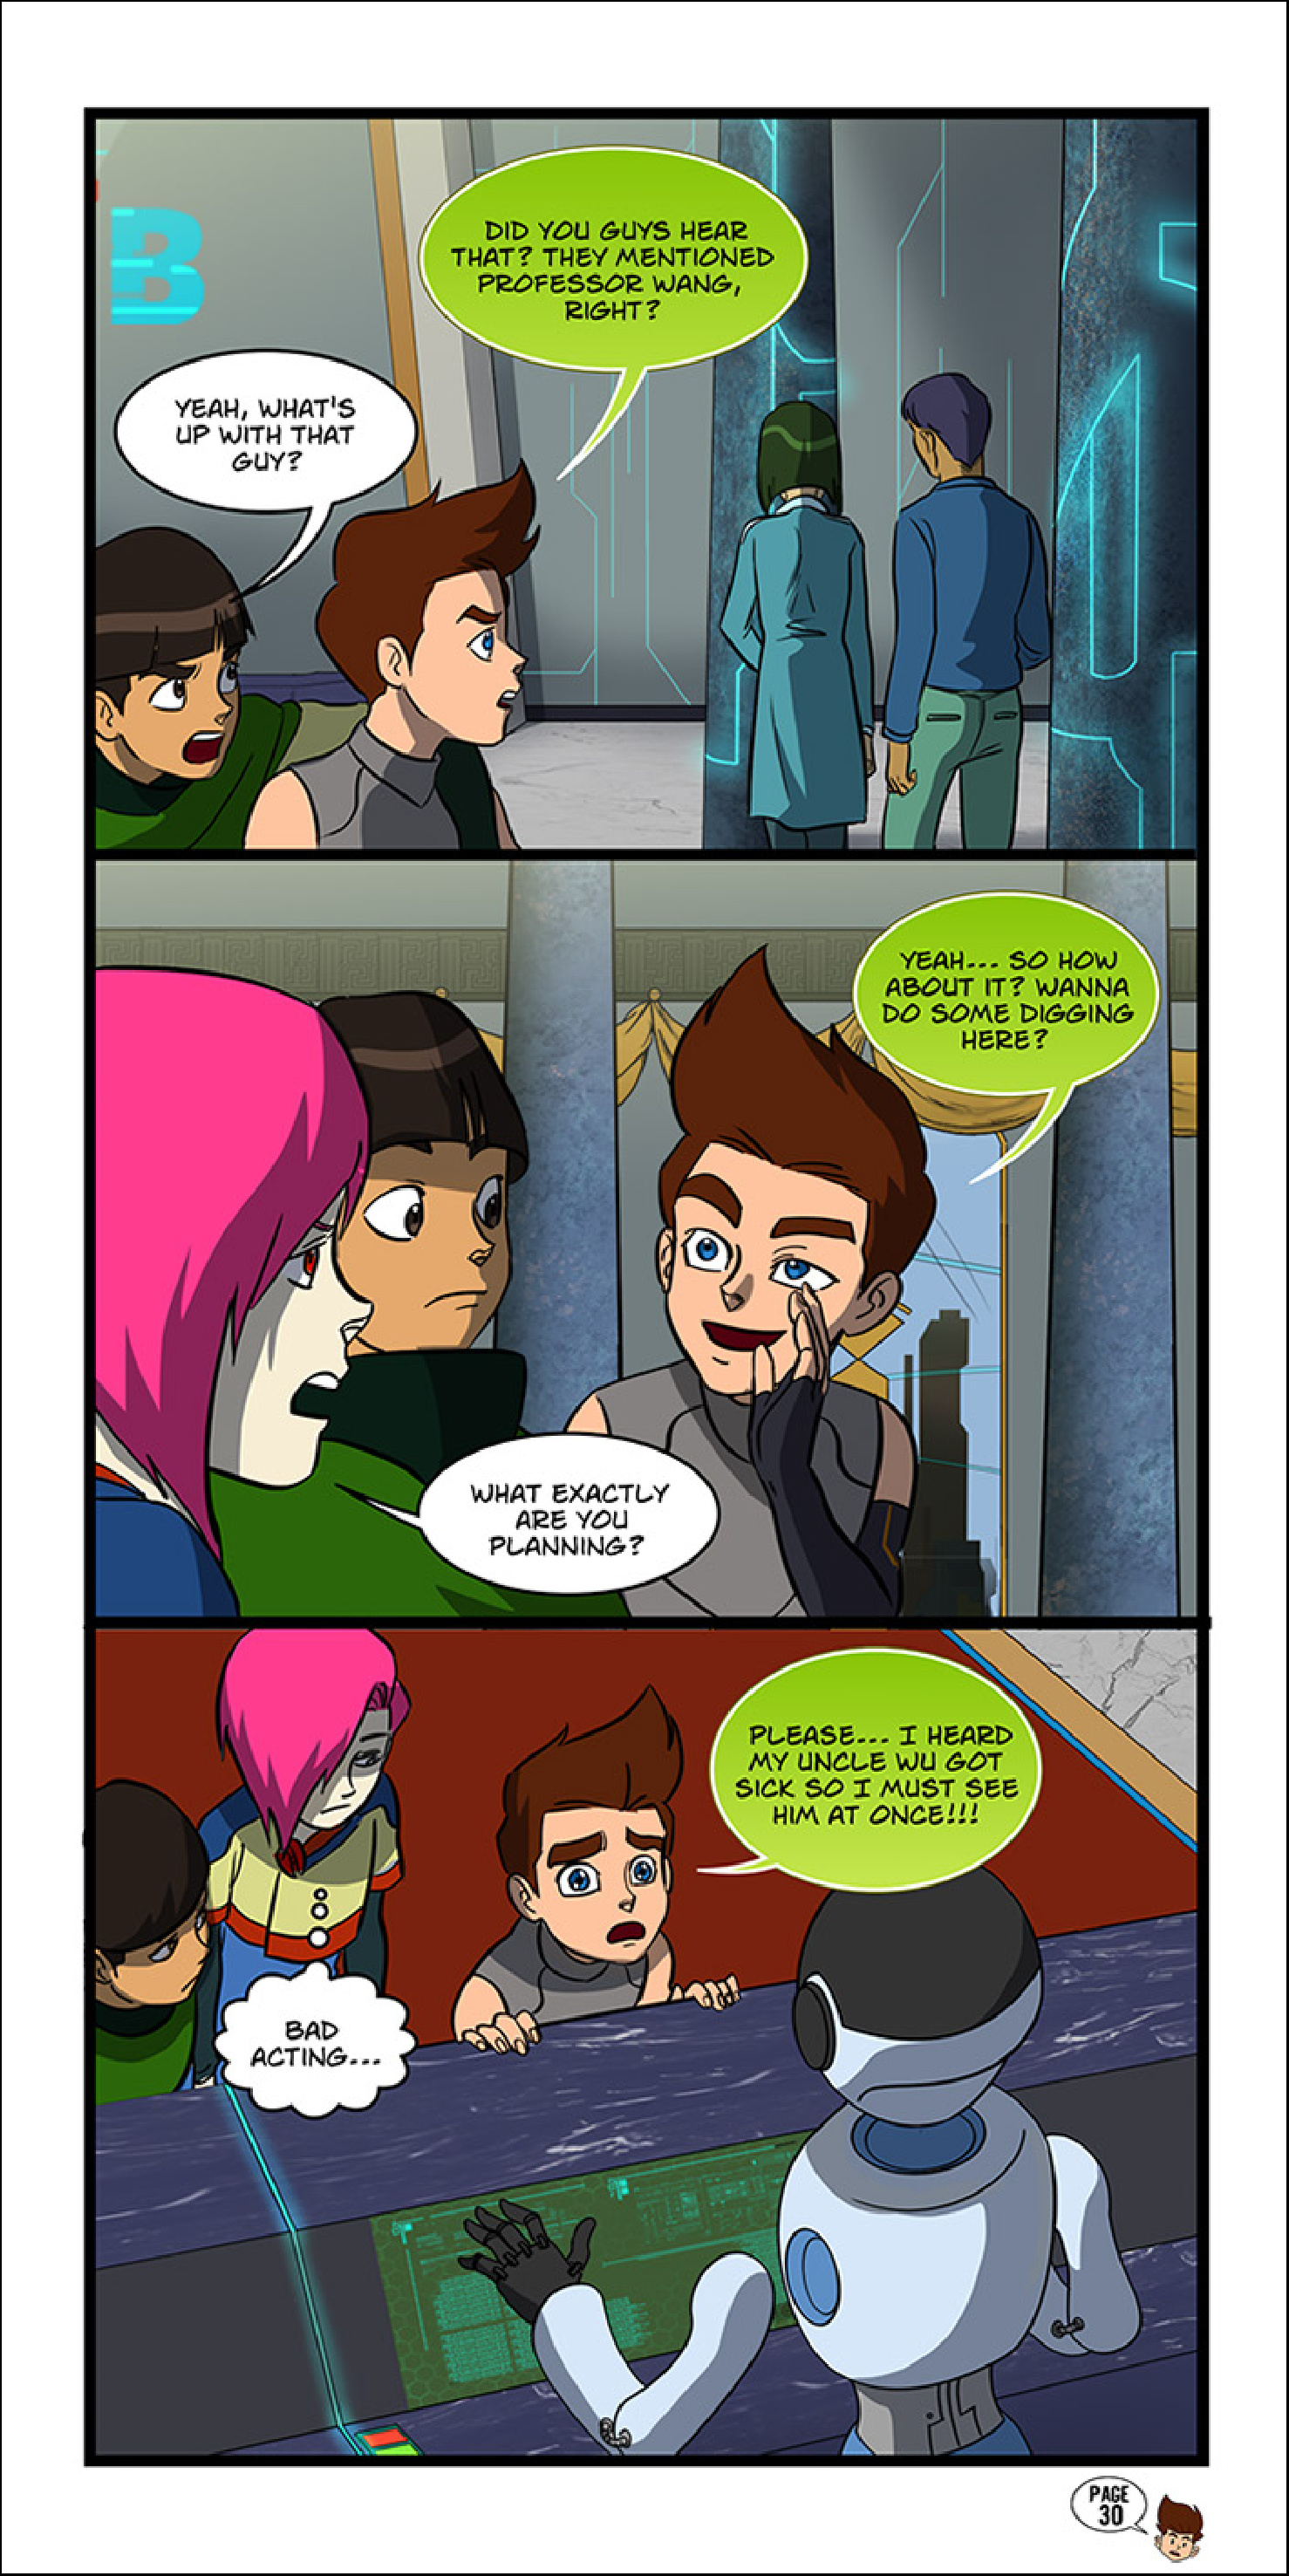 B
DID YOU GUYS HEAR
THAT? THEY MENTIONED
PROFESSOR WANG,
RIGHT?
YEAH, WHAT'S
UP WITH THAT
GUY?
YEAH... SO HOW
ABOUT IT? WANNA
DO SOME DIGGING
HERE?
WHAT EXACTLY
ARE YOU
PLANNING?
PLEASE... I HEARD
MY UNCLE WU GOT
SICK SO I MUST SEE
HIM AT ONCE!!!
BAD
ACTING...
PAGE
30